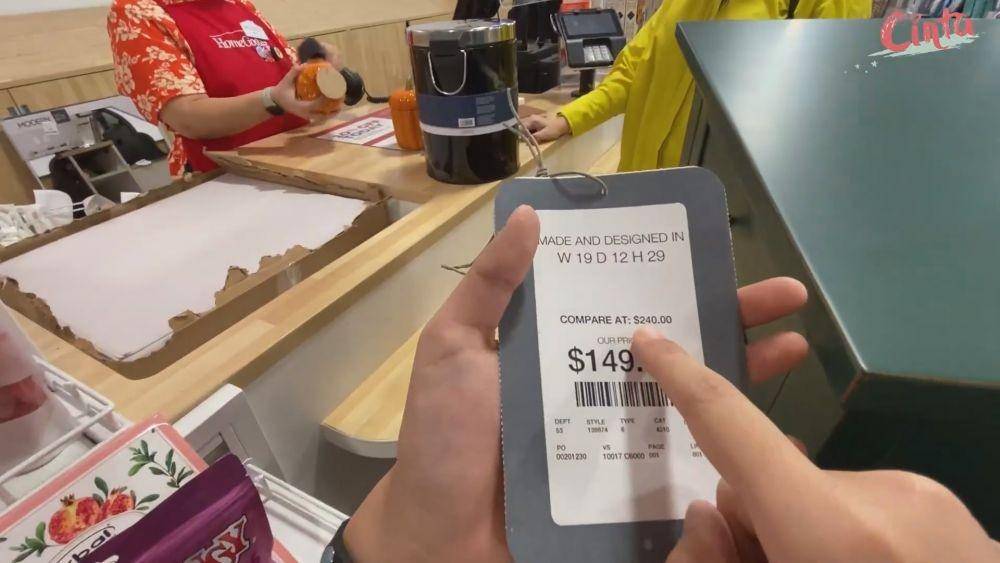 Cinta
HomeGoods
MODERN
MADE AND DESIGNED IN
W 19 D 12 H 29
COMPARE AT: $240.00
OUR
$149.
DEPT STYLE TYPE CAT
53 139874 6
PO VS PAGE
00201230 10017 C6000 001 001